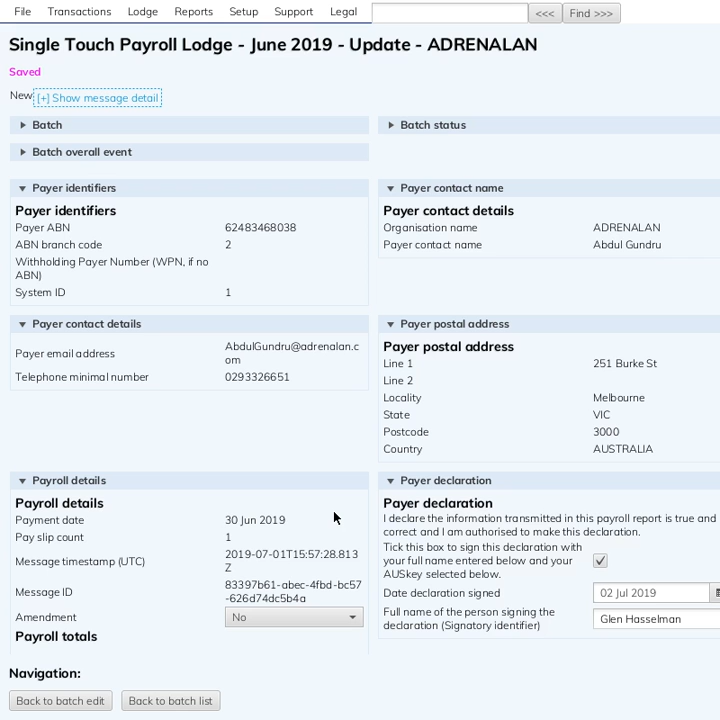 File Transactions Lodge Reports Setup Support Legal <<< Find >>>
Single Touch Payroll Lodge - June 2019 - Update - ADRENALAN
Saved
New [+] Show message detail
Batch
Batch status
Batch overall event
Payer identifiers
Payer identifiers
Payer ABN 62483468038
ABN branch code 2
Withholding Payer Number (WPN, if no
ABN)
System ID 1
Payer contact name
Payer contact details
Organisation name ADRENALAN
Payer contact name Abdul Gundru
Payer contact details
Payer email address AbdulGundru@adrenalan.c
om
Telephone minimal number 0293326651
Payer postal address
Payer postal address
Line 1 251 Burke St
Line 2
Locality Melbourne
State VIC
Postcode 3000
Country AUSTRALIA
Payroll details
Payroll details
Payment date 30 Jun 2019
Pay slip count 1
Message timestamp (UTC) 2019-07-01T15:57:28.813
Z
Message ID 83397b61-abec-4fbd-bc57
-626d74dc5b4a
Amendment No
Payroll totals
Payer declaration
Payer declaration
I declare the information transmitted in this payroll report is true and
correct and I am authorised to make this declaration.
Tick this box to sign this declaration with
your full name entered below and your
AUSkey selected below.
Date declaration signed 02 Jul 2019
Full name of the person signing the
declaration (Signatory identifier) Glen Hasselman
Navigation:
Back to batch edit Back to batch list